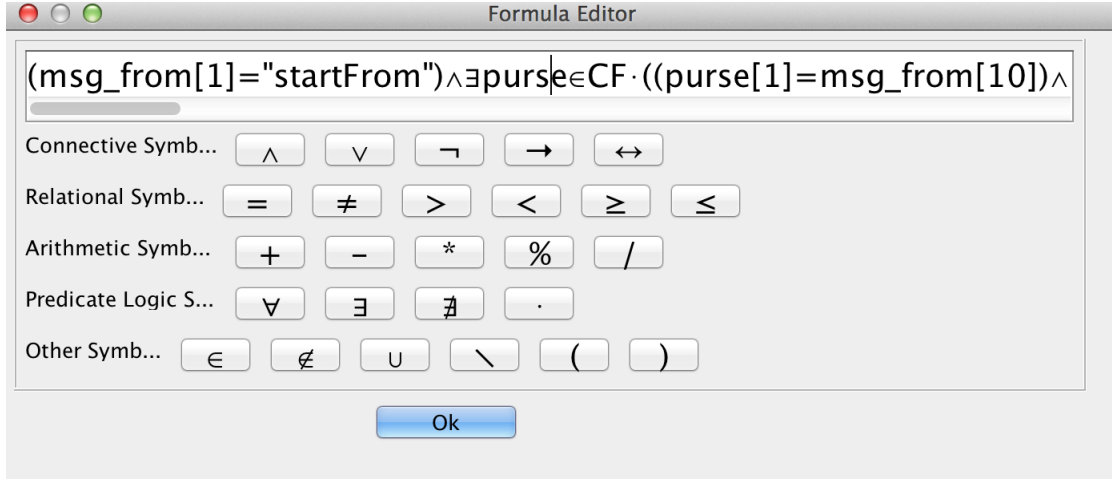 Formula Editor
(msg_from[1]="startFrom")∧∃purse∈CF·((purse[1]=msg_from[10])∧
Connective Symb... ∧ ∨ ¬ → ↔
Relational Symb... = ≠ > < ≥ ≤
Arithmetic Symb... + - * % /
Predicate Logic S... ∀ ∃ ∄ ·
Other Symb... ∈ ∉ ∪ \ ( )
Ok